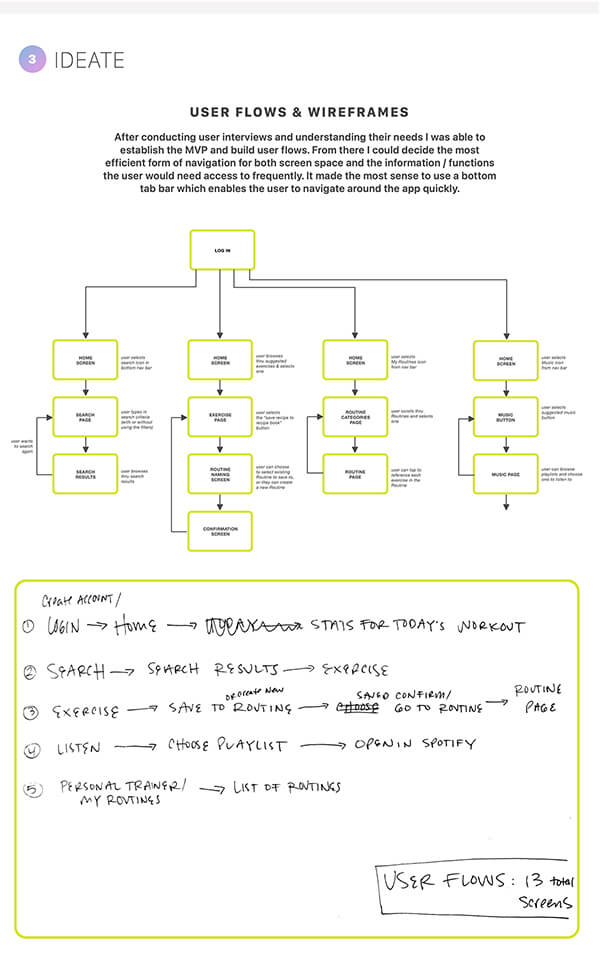 3 IDEATE
USER FLOWS & WIREFRAMES
After conducting user interviews and understanding their needs I was able to
establish the MVP and build user flows. From there I could decide the most
efficient form of navigation for both screen space and the information / functions
the user would need access to frequently. It made the most sense to use a bottom
tab bar which enables the user to navigate around the app quickly.
LOG IN
HOME
SCREEN
user selects
search icon in
bottom nav bar
HOME
SCREEN
user browses
thru suggested
exercises & selects
one
HOME
SCREEN
user selects
My Routines icon
from nav bar
HOME
SCREEN
user selects
Music icon
from nav bar
SEARCH
PAGE
user types in
search criteria
(with or without
using the filters)
EXERCISE
PAGE
user selects
the "save recipe to
recipe book"
button
ROUTINE
CATEGORIES
PAGE
user scrolls thru
Routines and selects
one
MUSIC
BUTTON
user selects
suggested music
button
user wants
to search
again
SEARCH
RESULTS
user browses
thru search
results
ROUTINE
NAMING
SCREEN
user can choose
to select existing
Routine to save to,
or they can create
a new Routine
ROUTINE
PAGE
user can tap to
reference each
exercise in the
Routine
MUSIC PAGE
user can browse
playlists and choose
one to listen to
CONFIRMATION
SCREEN
Create ACCOUNT/
① LOGIN → HOME → STATS FOR TODAY'S WORKOUT
② SEARCH → SEARCH RESULTS → EXERCISE
OR Create New
③ EXERCISE → SAVE TO ROUTINE → CHOOSE SAVED CONFIRM/ GO TO ROUTINE → ROUTINE PAGE
④ LISTEN → CHOOSE PLAYLIST → OPEN IN SPOTIFY
⑤ PERSONAL TRAINER/ → LIST OF ROUTINGS
MY ROUTINGS
USER FLOWS: 13 total
screens